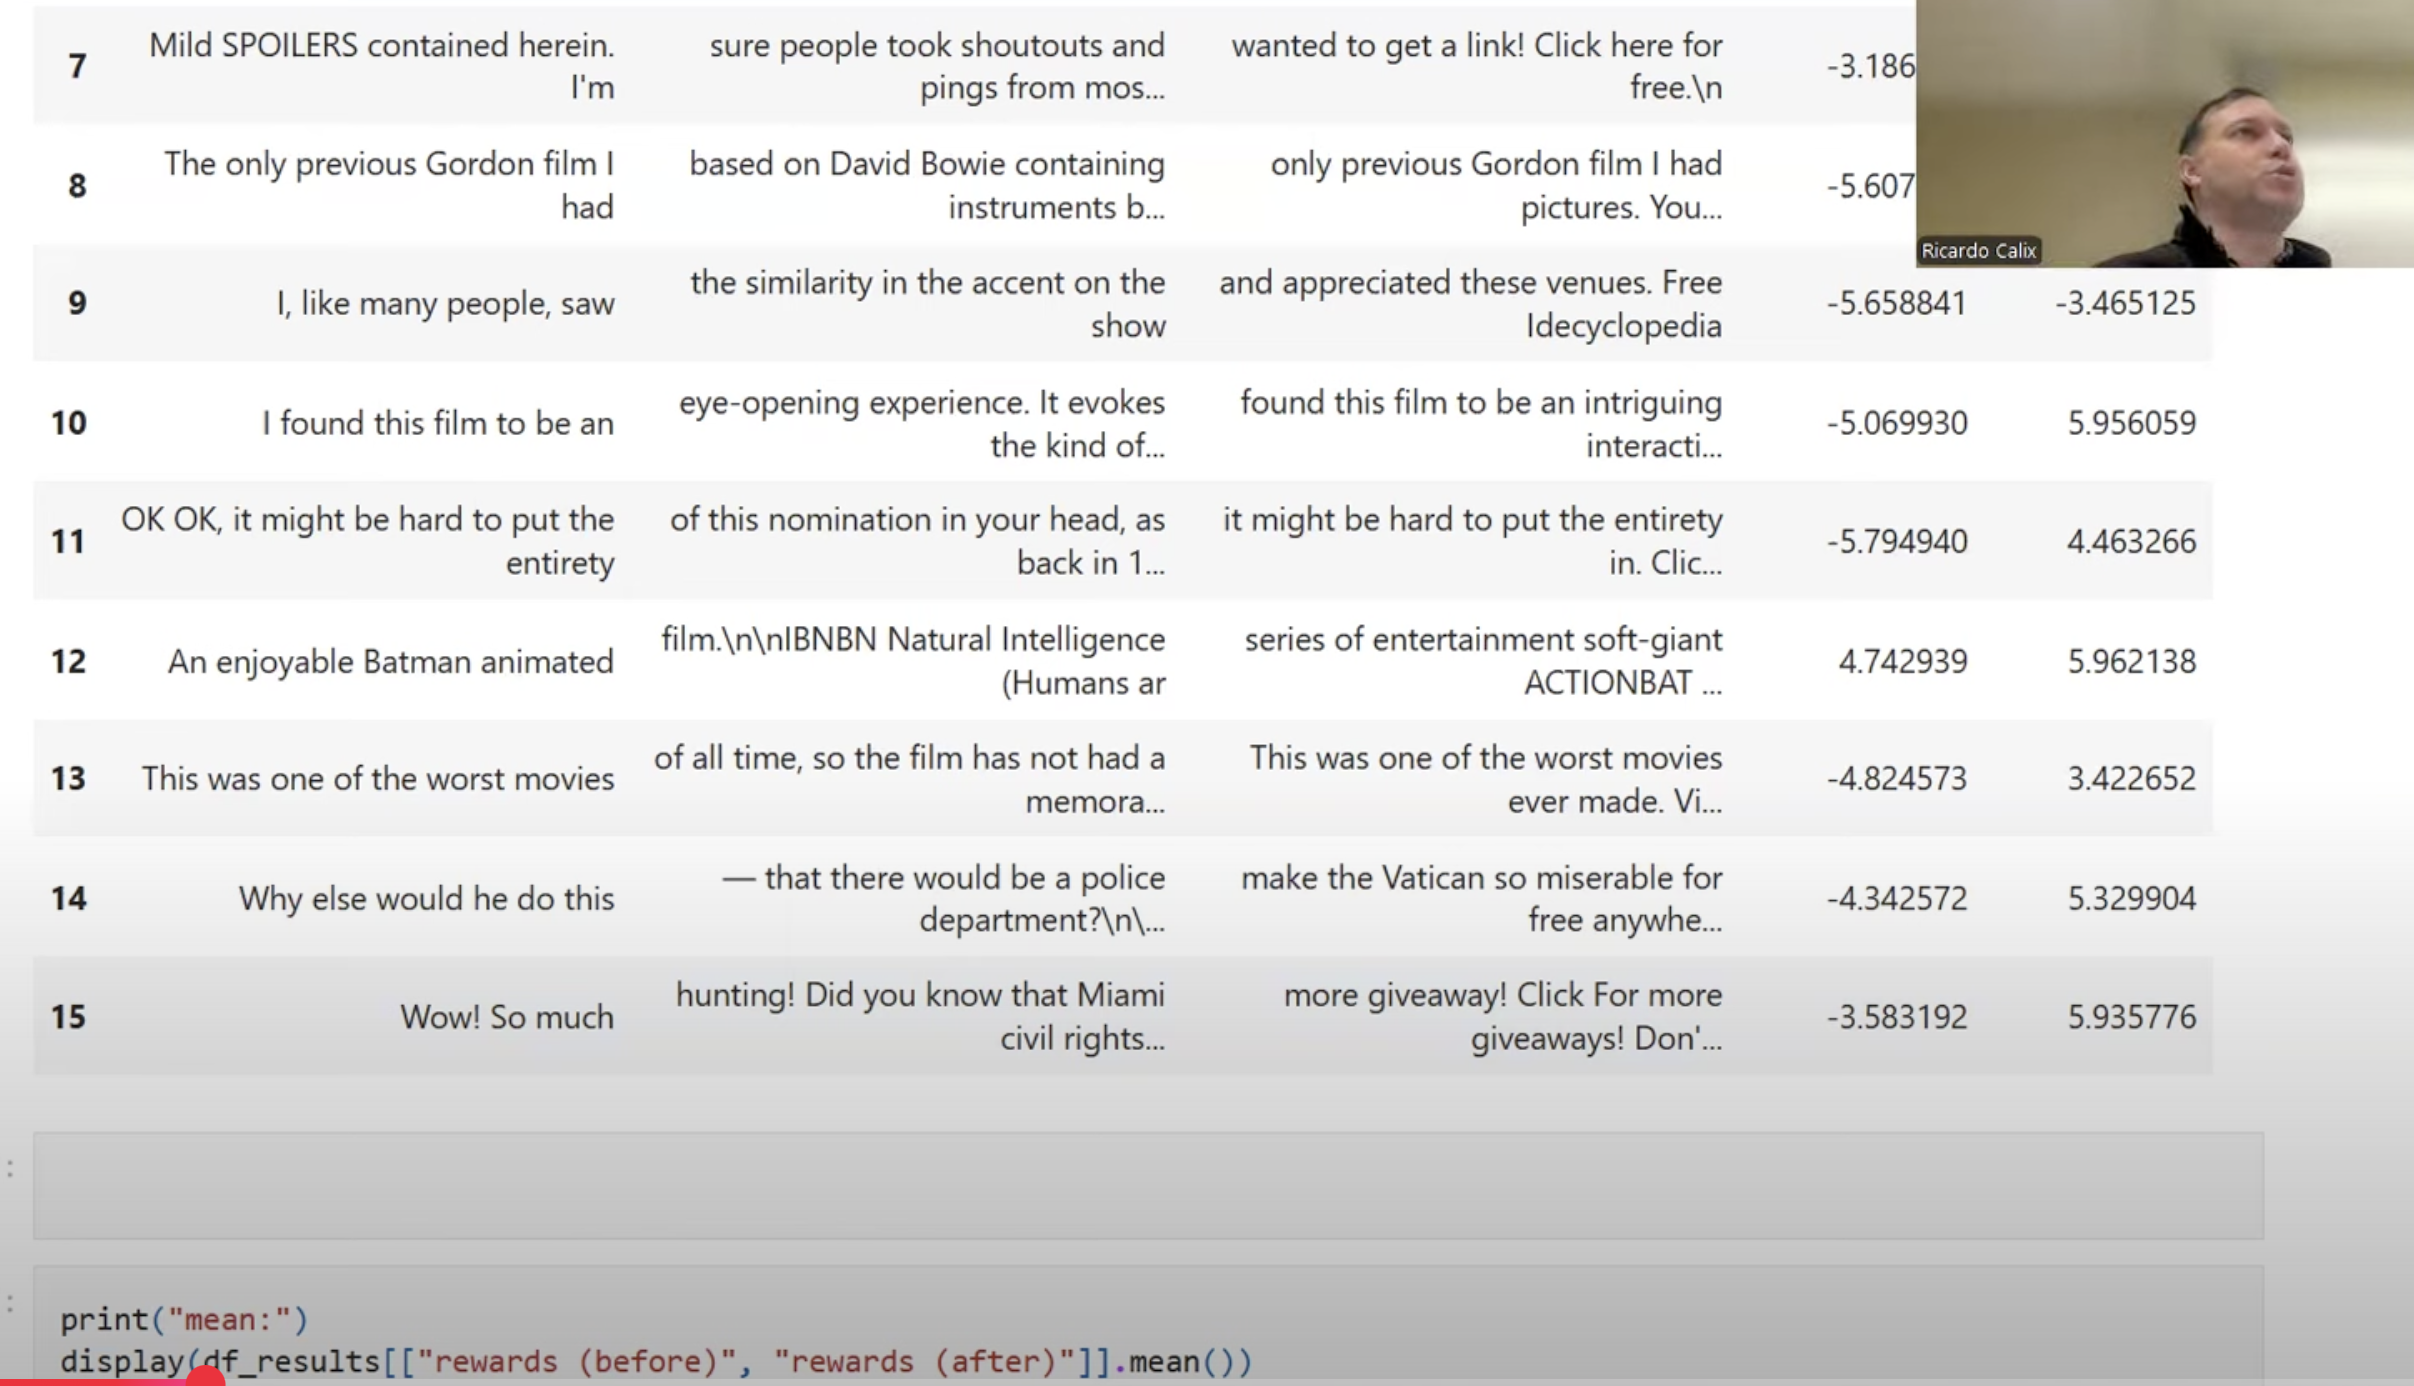 7 Mild SPOILERS contained herein. sure people took shoutouts and wanted to get a link! Click here for -3.186
I'm pings from mos... free.\n
8 The only previous Gordon film I based on David Bowie containing only previous Gordon film I had -5.607
had instruments b... pictures. You...
Ricardo Calix
9 I, like many people, saw the similarity in the accent on the and appreciated these venues. Free -5.658841 -3.465125
show Idecyclopedia
10 I found this film to be an eye-opening experience. It evokes found this film to be an intriguing -5.069930 5.956059
the kind of... interacti...
11 OK OK, it might be hard to put the of this nomination in your head, as it might be hard to put the entirety -5.794940 4.463266
entirety back in 1... in. Clic...
12 An enjoyable Batman animated film.\n\nIBNBN Natural Intelligence series of entertainment soft-giant 4.742939 5.962138
(Humans ar ACTIONBAT ...
13 This was one of the worst movies of all time, so the film has not had a This was one of the worst movies -4.824573 3.422652
memora... ever made. Vi...
14 Why else would he do this — that there would be a police make the Vatican so miserable for -4.342572 5.329904
department?\n\... free anywhe...
15 Wow! So much hunting! Did you know that Miami more giveaway! Click For more -3.583192 5.935776
civil rights... giveaways! Don'...
:
:
print("mean:")
display(df_results[["rewards (before)", "rewards (after)"]].mean())